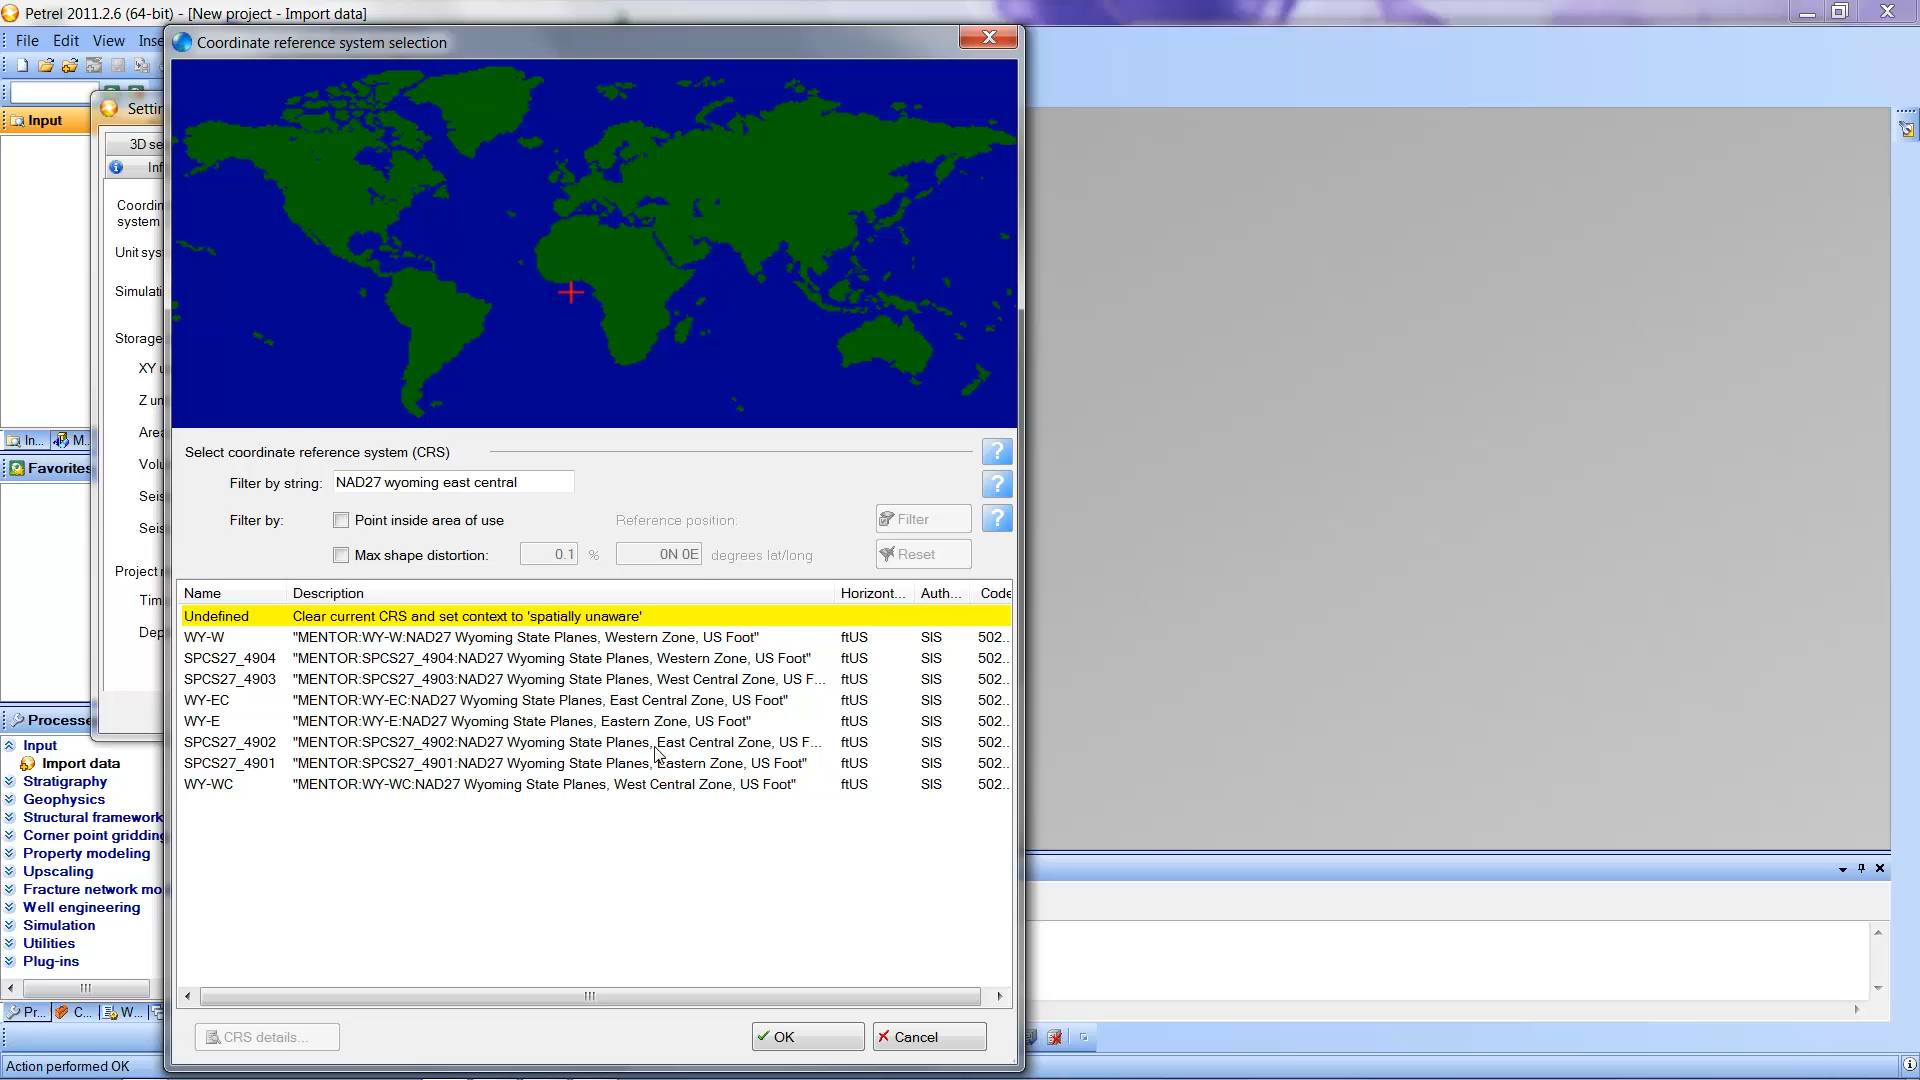 Petrel 2011.2.6 (64-bit) - [New project - Import data]
File Edit View Inse
Coordinate reference system selection
Input
Settin
3D se
Inf
Coordin
system
Unit sys
Simulati
Storage
XY u
Z un
Area
Volu
Seis
Seis
Project r
Tim
Dep
In... M...
Favorites
Select coordinate reference system (CRS)
Filter by string: NAD27 wyoming east central
Filter by: Point inside area of use Reference position: Filter
Max shape distortion: 0.1 % 0N 0E degrees lat/long Reset
Name Description Horizont... Auth... Code
Undefined Clear current CRS and set context to 'spatially unaware'
WY-W "MENTOR:WY-W:NAD27 Wyoming State Planes, Western Zone, US Foot" ftUS SIS 502..
SPCS27_4904 "MENTOR:SPCS27_4904:NAD27 Wyoming State Planes, Western Zone, US Foot" ftUS SIS 502..
SPCS27_4903 "MENTOR:SPCS27_4903:NAD27 Wyoming State Planes, West Central Zone, US F... ftUS SIS 502..
WY-EC "MENTOR:WY-EC:NAD27 Wyoming State Planes, East Central Zone, US Foot" ftUS SIS 502..
WY-E "MENTOR:WY-E:NAD27 Wyoming State Planes, Eastern Zone, US Foot" ftUS SIS 502..
SPCS27_4902 "MENTOR:SPCS27_4902:NAD27 Wyoming State Planes, East Central Zone, US F... ftUS SIS 502..
SPCS27_4901 "MENTOR:SPCS27_4901:NAD27 Wyoming State Planes, Eastern Zone, US Foot" ftUS SIS 502..
WY-WC "MENTOR:WY-WC:NAD27 Wyoming State Planes, West Central Zone, US Foot" ftUS SIS 502..
Processe
Input
Import data
Stratigraphy
Geophysics
Structural framework
Corner point gridding
Property modeling
Upscaling
Fracture network mo
Well engineering
Simulation
Utilities
Plug-ins
Pr... C... W...
CRS details... OK Cancel
Action performed OK